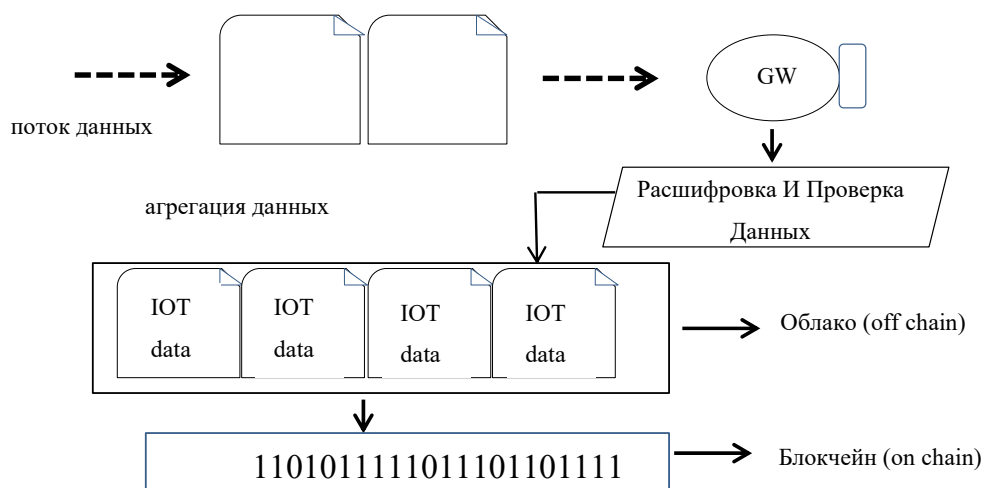 GW
поток данных
Расшифровка И Проверка
Данных
агрегация данных
IOT
data
IOT
data
IOT
data
IOT
data
Облако (off chain)
1101011111011101101111
Блокчейн (on chain)